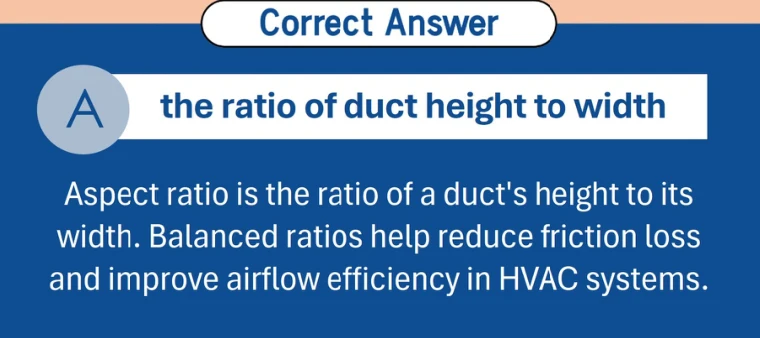 Correct Answer
A
the ratio of duct height to width
Aspect ratio is the ratio of a duct's height to its
width. Balanced ratios help reduce friction loss
and improve airflow efficiency in HVAC systems.